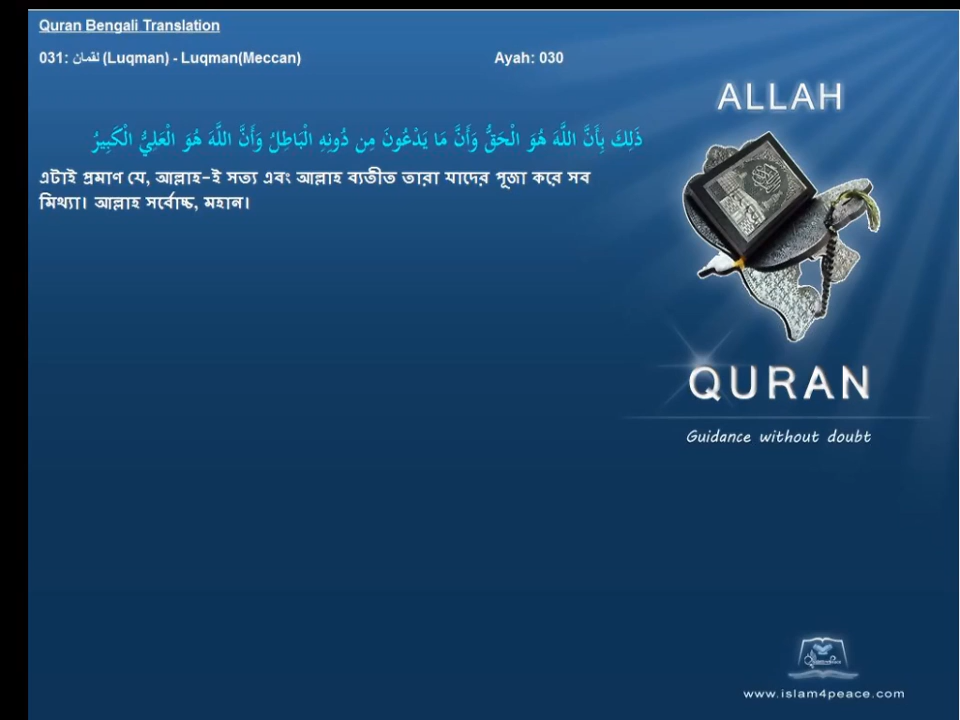 Quran Bengali Translation
031: لقمان (Luqman) - Luqman(Meccan) Ayah: 030
ALLAH
ذَلِكَ بِأَنَّ اللَّهَ هُوَ الْحَقُّ وَأَنَّ مَا يَدْعُونَ مِن دُونِهِ الْبَاطِلُ وَأَنَّ اللَّهَ هُوَ الْعَلِيُّ الْكَبِيرُ
এটাই প্রমাণ যে, আল্লাহ-ই সত্য এবং আল্লাহ ব্যতীত তারা যাদের পূজা করে সব
মিথ্যা। আল্লাহ সর্বোচ্চ, মহান।
QURAN
Guidance without doubt
www.islam4peace.com